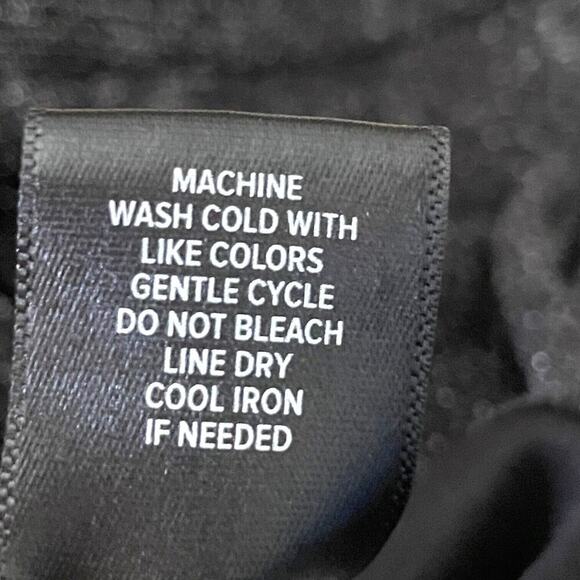 MACHINE
WASH COLD WITH
LIKE COLORS
GENTLE CYCLE
DO NOT BLEACH
LINE DRY
COOL IRON
IF NEEDED